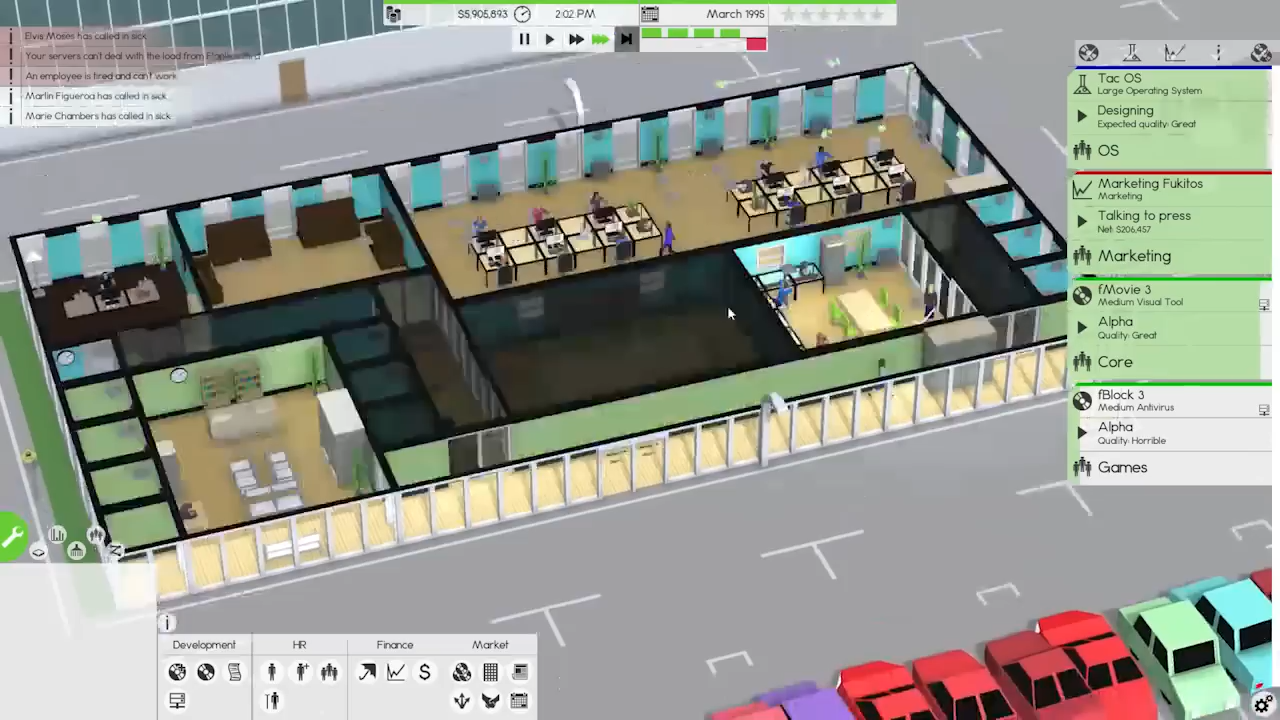 $5,905,893
2:02 PM
March 1995
Elvie Moses has called in sick
Your servers can't deal with the load from
An employee is tired and can't work
Marlin Figueroa has called in sick
Marie Chambers has called in sick
Tac OS
Large Operating System
Designing
Expected quality: Great
OS
Marketing Fukitos
Marketing
Talking to press
Net: $206,457
Marketing
fMovie 3
Medium Visual Tool
Alpha
Quality: Great
Core
fBlock 3
Medium Antivirus
Alpha
Quality: Horrible
Games
Development
HR
Finance
Market